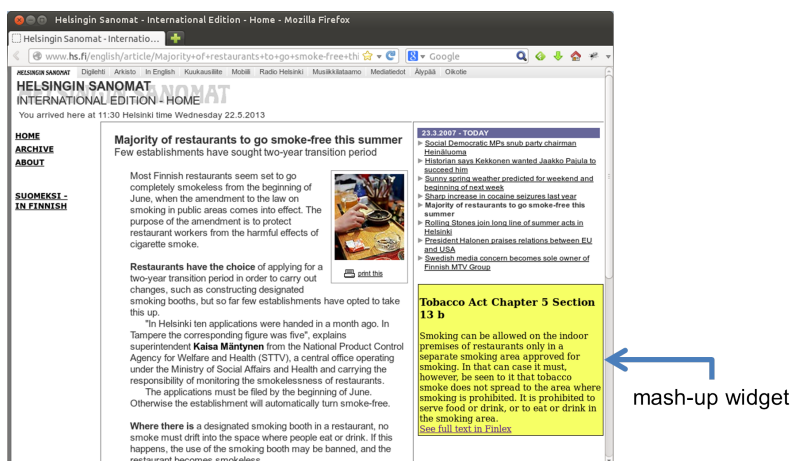 Helsingin Sanomat - International Edition - Home - Mozilla Firefox
Helsingin Sanomat - Internatio...
www.hs.fi/english/article/Majority+of+restaurants+to+go+smoke-free+thi
Google
HELSINGIN SANOMAT Digilehti Arkisto In English Kuukausiliite Mobiili Radio Helsinki Musiikkilataamo Mediatiedot Älypää Oikotie
HELSINGIN SANOMAT
INTERNATIONAL EDITION - HOME
You arrived here at 11:30 Helsinki time Wednesday 22.5.2013
HOME
ARCHIVE
ABOUT
SUOMEKSI -
IN FINNISH
Majority of restaurants to go smoke-free this summer
Few establishments have sought two-year transition period
Most Finnish restaurants seem set to go
completely smokeless from the beginning of
June, when the amendment to the law on
smoking in public areas comes into effect. The
purpose of the amendment is to protect
restaurant workers from the harmful effects of
cigarette smoke.
print this
Restaurants have the choice of applying for a
two-year transition period in order to carry out
changes, such as constructing designated
smoking booths, but so far few establishments have opted to take
this up.
"In Helsinki ten applications were handed in a month ago. In
Tampere the corresponding figure was five", explains
superintendent Kaisa Mäntynen from the National Product Control
Agency for Welfare and Health (STTV), a central office operating
under the Ministry of Social Affairs and Health and carrying the
responsibility of monitoring the smokelessness of restaurants.
The applications must be filed by the beginning of June.
Otherwise the establishment will automatically turn smoke-free.
Where there is a designated smoking booth in a restaurant, no
smoke must drift into the space where people eat or drink. If this
happens, the use of the smoking booth may be banned, and the
restaurant becomes smokeless
23.3.2007 - TODAY
Social Democratic MPs snub party chairman
Heinäluoma
Historian says Kekkonen wanted Jaakko Pajula to
succeed him
Sunny spring weather predicted for weekend and
beginning of next week
Sharp increase in cocaine seizures last year
Majority of restaurants to go smoke-free this
summer
Rolling Stones join long line of summer acts in
Helsinki
President Halonen praises relations between EU
and USA
Swedish media concern becomes sole owner of
Finnish MTV Group
Tobacco Act Chapter 5 Section
13 b
Smoking can be allowed on the indoor
premises of restaurants only in a
separate smoking area approved for
smoking. In that can case it must,
however, be seen to it that tobacco
smoke does not spread to the area where
smoking is prohibited. It is prohibited to
serve food or drink, or to eat or drink in
the smoking area.
See full text in Finlex
mash-up widget